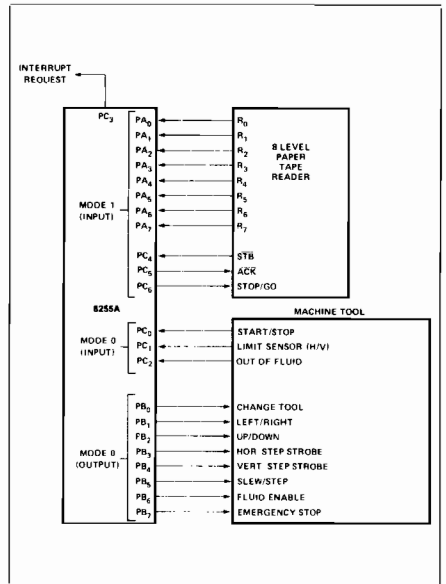 INTERRUPT
REQUEST
PC3
PA0 R0
PA1 R1
PA2 R2
PA3 R3
PA4 R4
PA5 R5
PA6 R6
PA7 R7
8 LEVEL
PAPER
TAPE
READER
MODE 1
(INPUT)
PC4 STB
PC5 ACK
PC6 STOP/GO
8255A
MACHINE TOOL
MODE 0
(INPUT)
PC0 START/STOP
PC1 LIMIT SENSOR (H/V)
PC2 OUT OF FLUID
MODE 0
(OUTPUT)
PB0 CHANGE TOOL
PB1 LEFT/RIGHT
PB2 UP/DOWN
PB3 HOR STEP STROBE
PB4 VERT STEP STROBE
PB5 SLEW/STEP
PB6 FLUID ENABLE
PB7 EMERGENCY STOP